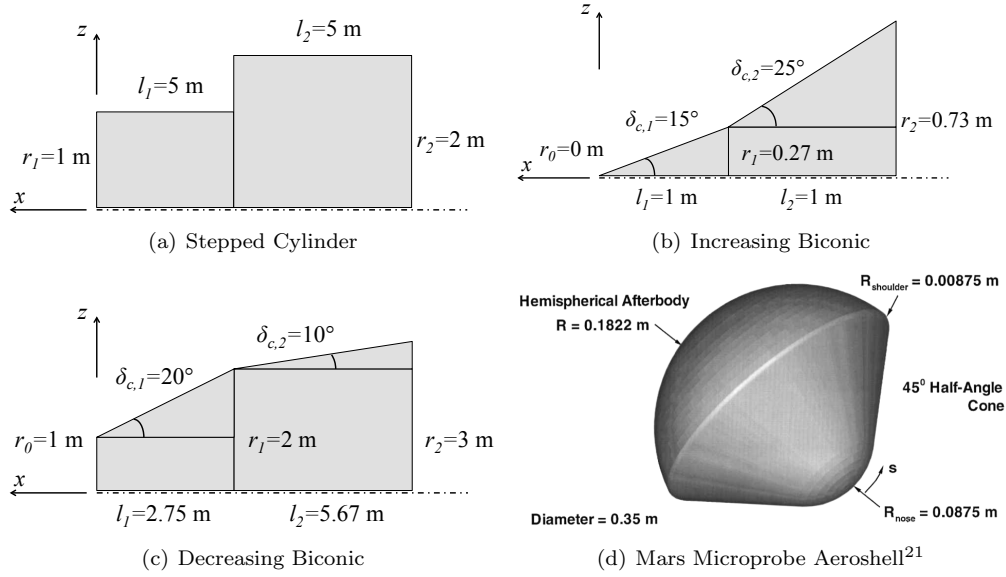 z
l₂=5 m
l₁=5 m
r₁=1 m
r₂=2 m
x
(a) Stepped Cylinder
z
δc,2=25°
δc,1=15°
r₂=0.73 m
r₀=0 m
r₁=0.27 m
x
l₁=1 m
l₂=1 m
(b) Increasing Biconic
z
δc,2=10°
δc,1=20°
r₀=1 m
r₁=2 m
r₂=3 m
x
l₁=2.75 m
l₂=5.67 m
(c) Decreasing Biconic
Rshoulder = 0.00875 m
Hemispherical Afterbody
R = 0.1822 m
45⁰ Half-Angle
Cone
s
Diameter = 0.35 m
Rnose = 0.0875 m
(d) Mars Microprobe Aeroshell²¹